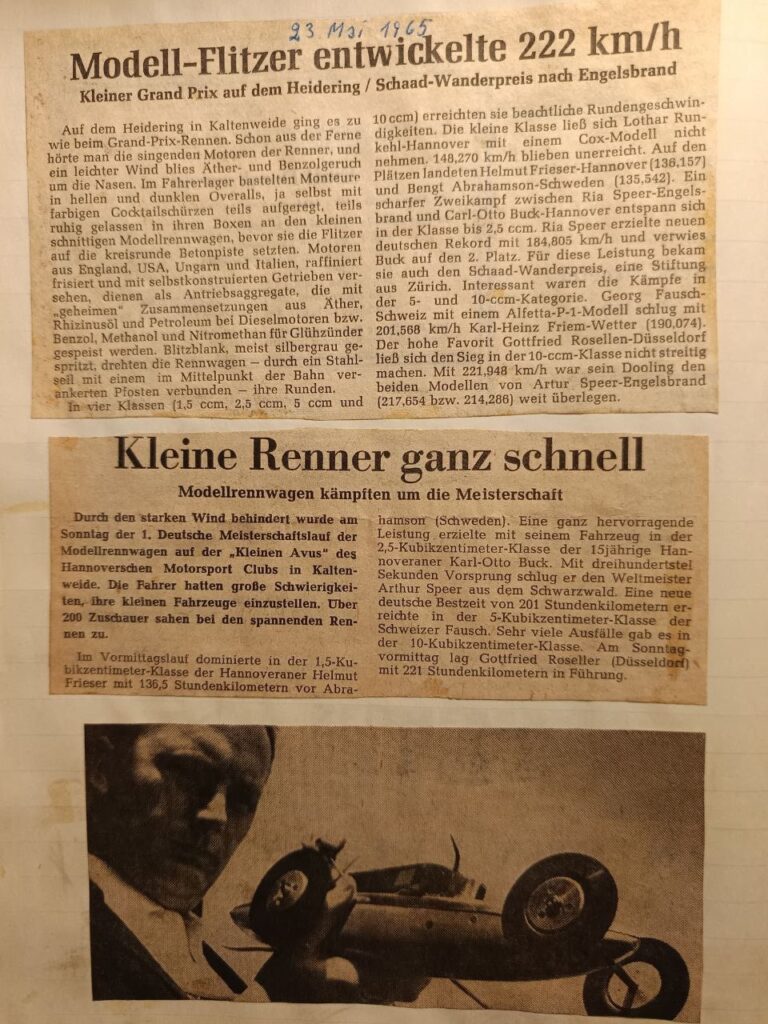 23 Mai 1965
Modell-Flitzer entwickelte 222 km/h
Kleiner Grand Prix auf dem Heidering / Schaad-Wanderpreis nach Engelsbrand
Auf dem Heidering in Kaltenweide ging es zu
wie beim Grand-Prix-Rennen. Schon aus der Ferne
hörte man die singenden Motoren der Renner, und
ein leichter Wind blies Äther- und Benzolgeruch
um die Nasen. Im Fahrerlager bastelten Monteure
in hellen und dunklen Overalls, ja selbst mit
farbigen Cocktailschürzen teils aufgeregt, teils
ruhig gelassen in ihren Boxen an den kleinen
schnittigen Modellrennwagen, bevor sie die Flitzer
auf die kreisrunde Betonpiste setzten. Motoren
aus England, USA, Ungarn und Italien, raffiniert
frisiert und mit selbstkonstruierten Getrieben ver-
sehen, dienen als Antriebsaggregate, die mit
„geheimen“ Zusammensetzungen aus Äther,
Rhizinusöl und Petroleum bei Dieselmotoren bzw.
Benzol, Methanol und Nitromethan für Glühzünder
gespeist werden. Blitzblank, meist silbergrau ge-
spritzt, drehten die Rennwagen – durch ein Stahl-
seil mit einem im Mittelpunkt der Bahn ver-
ankerten Pfosten verbunden – ihre Runden.
In vier Klassen (1,5 ccm, 2,5 ccm, 5 ccm und
10 ccm) erreichten sie beachtliche Rundengeschwin-
digkeiten. Die kleine Klasse ließ sich Lothar Run-
kehl-Hannover mit einem Cox-Modell nicht
nehmen. 148,270 km/h blieben unerreicht. Auf den
Plätzen landeten Helmut Frieser-Hannover (136,157)
und Bengt Abrahamson-Schweden (135,542). Ein
scharfer Zweikampf zwischen Ria Speer-Engels-
brand und Carl-Otto Buck-Hannover entspann sich
in der Klasse bis 2,5 ccm. Ria Speer erzielte neuen
deutschen Rekord mit 184,805 km/h und verwies
Buck auf den 2. Platz. Für diese Leistung bekam
sie auch den Schaad-Wanderpreis, eine Stiftung
aus Zürich. Interessant waren die Kämpfe in
der 5- und 10-ccm-Kategorie. Georg Fausch-
Schweiz mit einem Alfetta-P-1-Modell schlug mit
201,568 km/h Karl-Heinz Friem-Wetter (190,074).
Der hohe Favorit Gottfried Rosellen-Düsseldorf
ließ sich den Sieg in der 10-ccm-Klasse nicht streitig
machen. Mit 221,948 km/h war sein Dooling den
beiden Modellen von Artur Speer-Engelsbrand
(217,654 bzw. 214,286) weit überlegen.
Kleine Renner ganz schnell
Modellrennwagen kämpften um die Meisterschaft
Durch den starken Wind behindert wurde am
Sonntag der 1. Deutsche Meisterschaftslauf der
Modellrennwagen auf der „Kleinen Avus“ des
Hannoverschen Motorsport Clubs in Kalten-
weide. Die Fahrer hatten große Schwierigkei-
ten, ihre kleinen Fahrzeuge einzustellen. Über
200 Zuschauer sahen bei den spannenden Ren-
nen zu.
Im Vormittagslauf dominierte in der 1,5-Ku-
bikzentimeter-Klasse der Hannoveraner Helmut
Frieser mit 136,5 Stundenkilometern vor Abra-
hamson (Schweden). Eine ganz hervorragende
Leistung erzielte mit seinem Fahrzeug in der
2,5-Kubikzentimeter-Klasse der 15jährige Han-
noveraner Karl-Otto Buck. Mit dreihundertstel
Sekunden Vorsprung schlug er den Weltmeister
Arthur Speer aus dem Schwarzwald. Eine neue
deutsche Bestzeit von 201 Stundenkilometern er-
reichte in der 5-Kubikzentimeter-Klasse der
Schweizer Fausch. Sehr viele Ausfälle gab es in
der 10-Kubikzentimeter-Klasse. Am Sonntag-
vormittag lag Gottfried Roseller (Düsseldorf)
mit 221 Stundenkilometern in Führung.